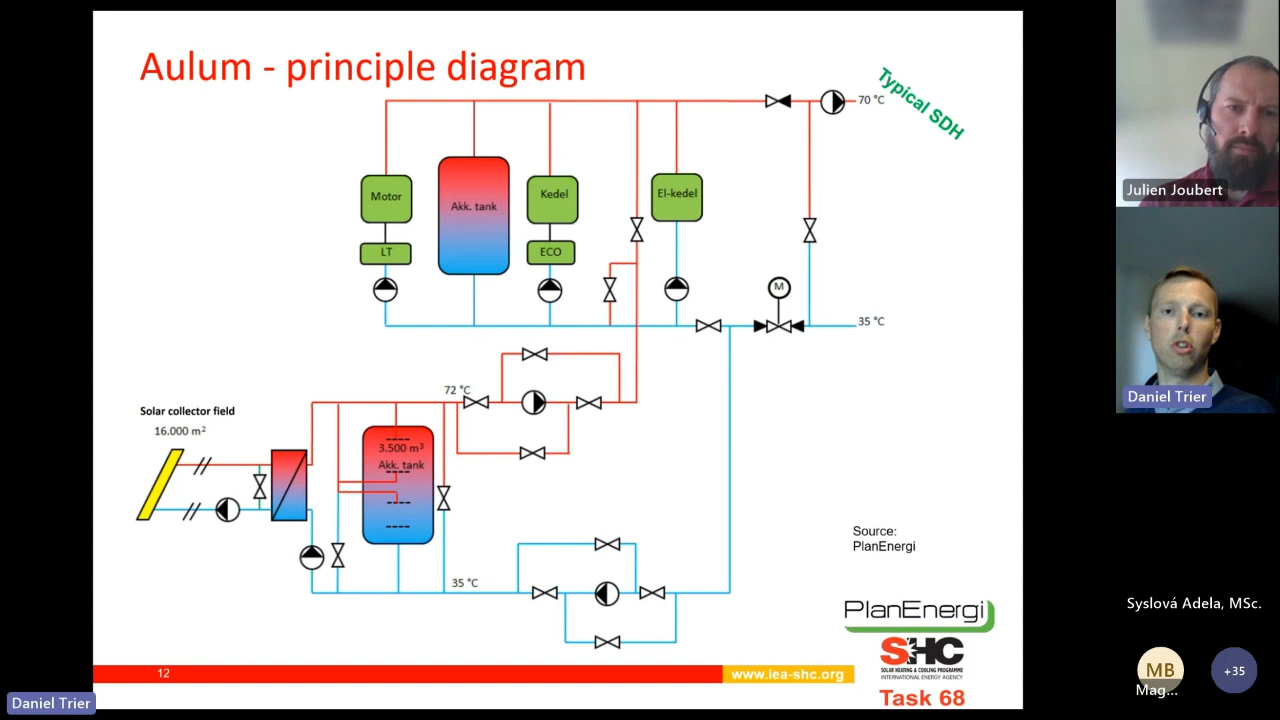 Aulum - principle diagram
Typical SDH
70 °C
Motor
Akk. tank
Kedel
El-kedel
LT
ECO
M
35 °C
72 °C
Solar collector field
16.000 m²
3.500 m³
Akk. tank
35 °C
Source:
PlanEnergi
PlanEnergi
SHC
SOLAR HEATING & COOLING PROGRAMME
INTERNATIONAL ENERGY AGENCY
Task 68
12
www.iea-shc.org
Daniel Trier
Julien Joubert
Daniel Trier
Syslová Adela, MSc.
MB
Mag...
+35